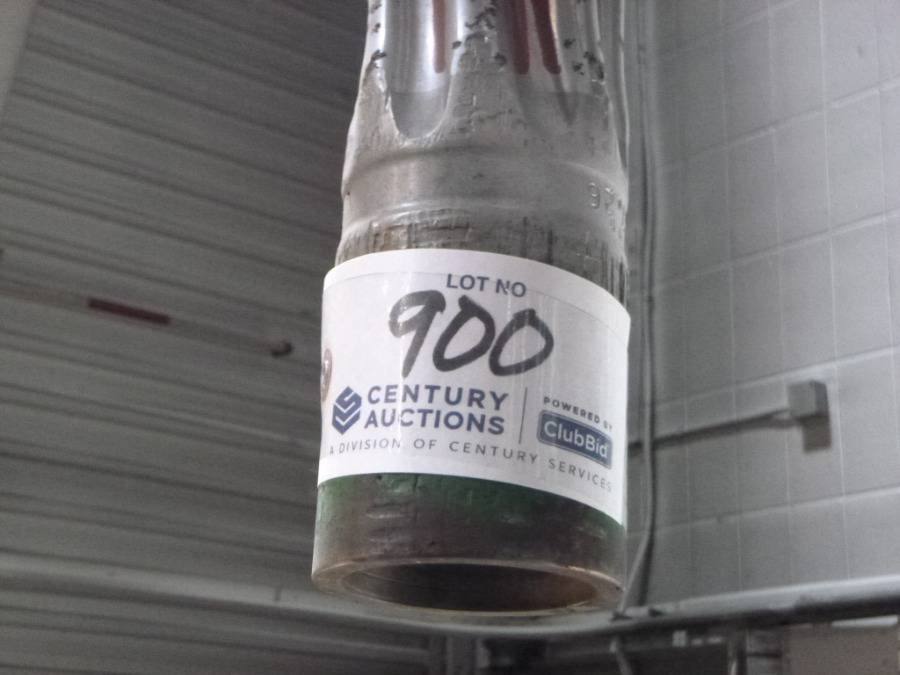 LOT NO
900
CENTURY
AUCTIONS
POWERED BY
ClubBid
A DIVISION OF CENTURY SERVICES